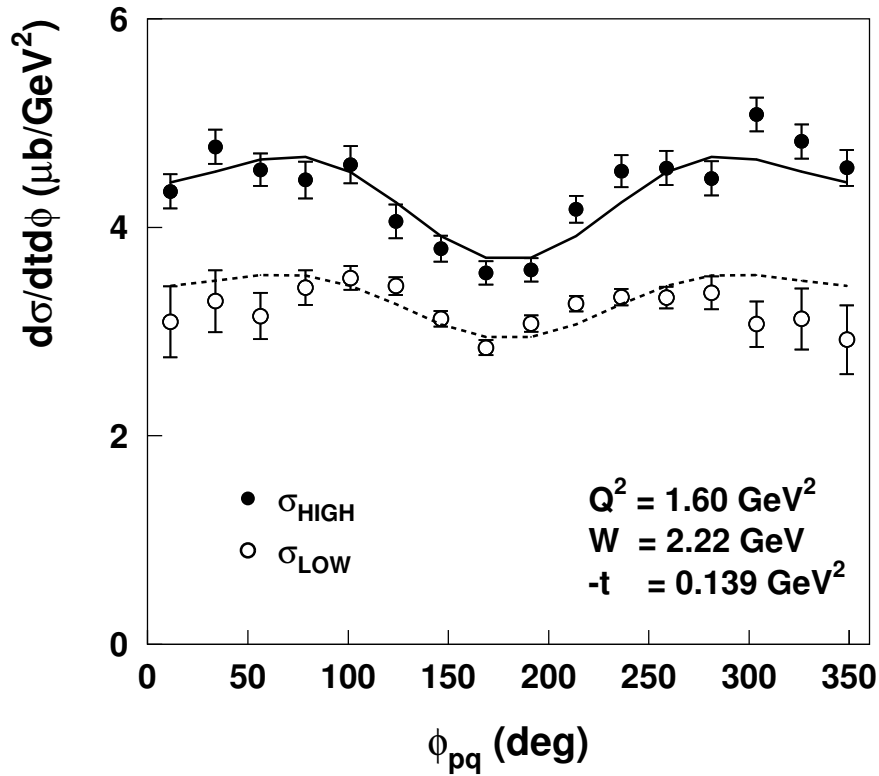 dσ/dtdϕ (μb/GeV²)
6
4
2
0
σHIGH
σLOW
Q² = 1.60 GeV²
W = 2.22 GeV
-t = 0.139 GeV²
0 50 100 150 200 250 300 350
ϕpq (deg)